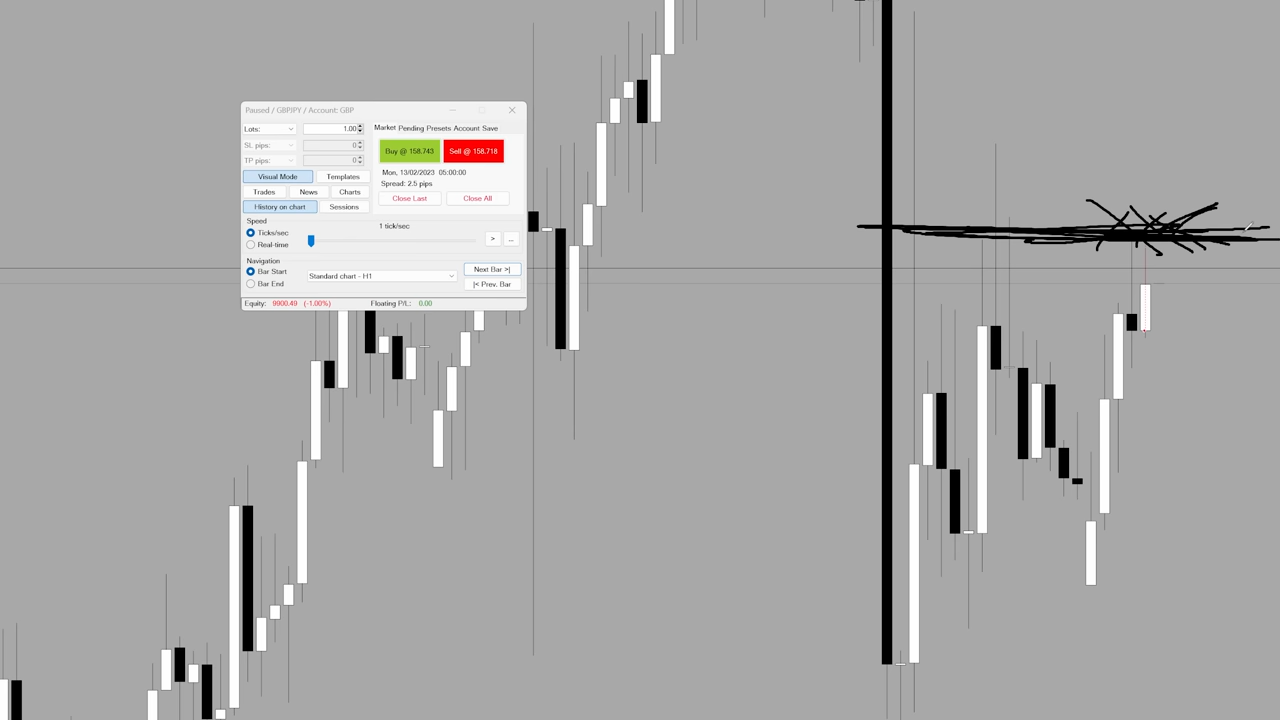 Paused / GBPJPY / Account: GBP
Lots: 1.00
SL pips: 0
TP pips: 0
Visual Mode Templates
Trades News Charts
History on chart Sessions
Market Pending Presets Account Save
Buy @ 158.743 Sell @ 158.718
Mon, 13/02/2023 05:00:00
Spread: 2.5 pips
Close Last Close All
Speed
1 tick/sec
Ticks/sec
Real-time
> ...
Navigation
Bar Start
Bar End
Standard chart - H1
Next Bar >|
|< Prev. Bar
Equity: 9900.49 (-1.00%) Floating P/L: 0.00